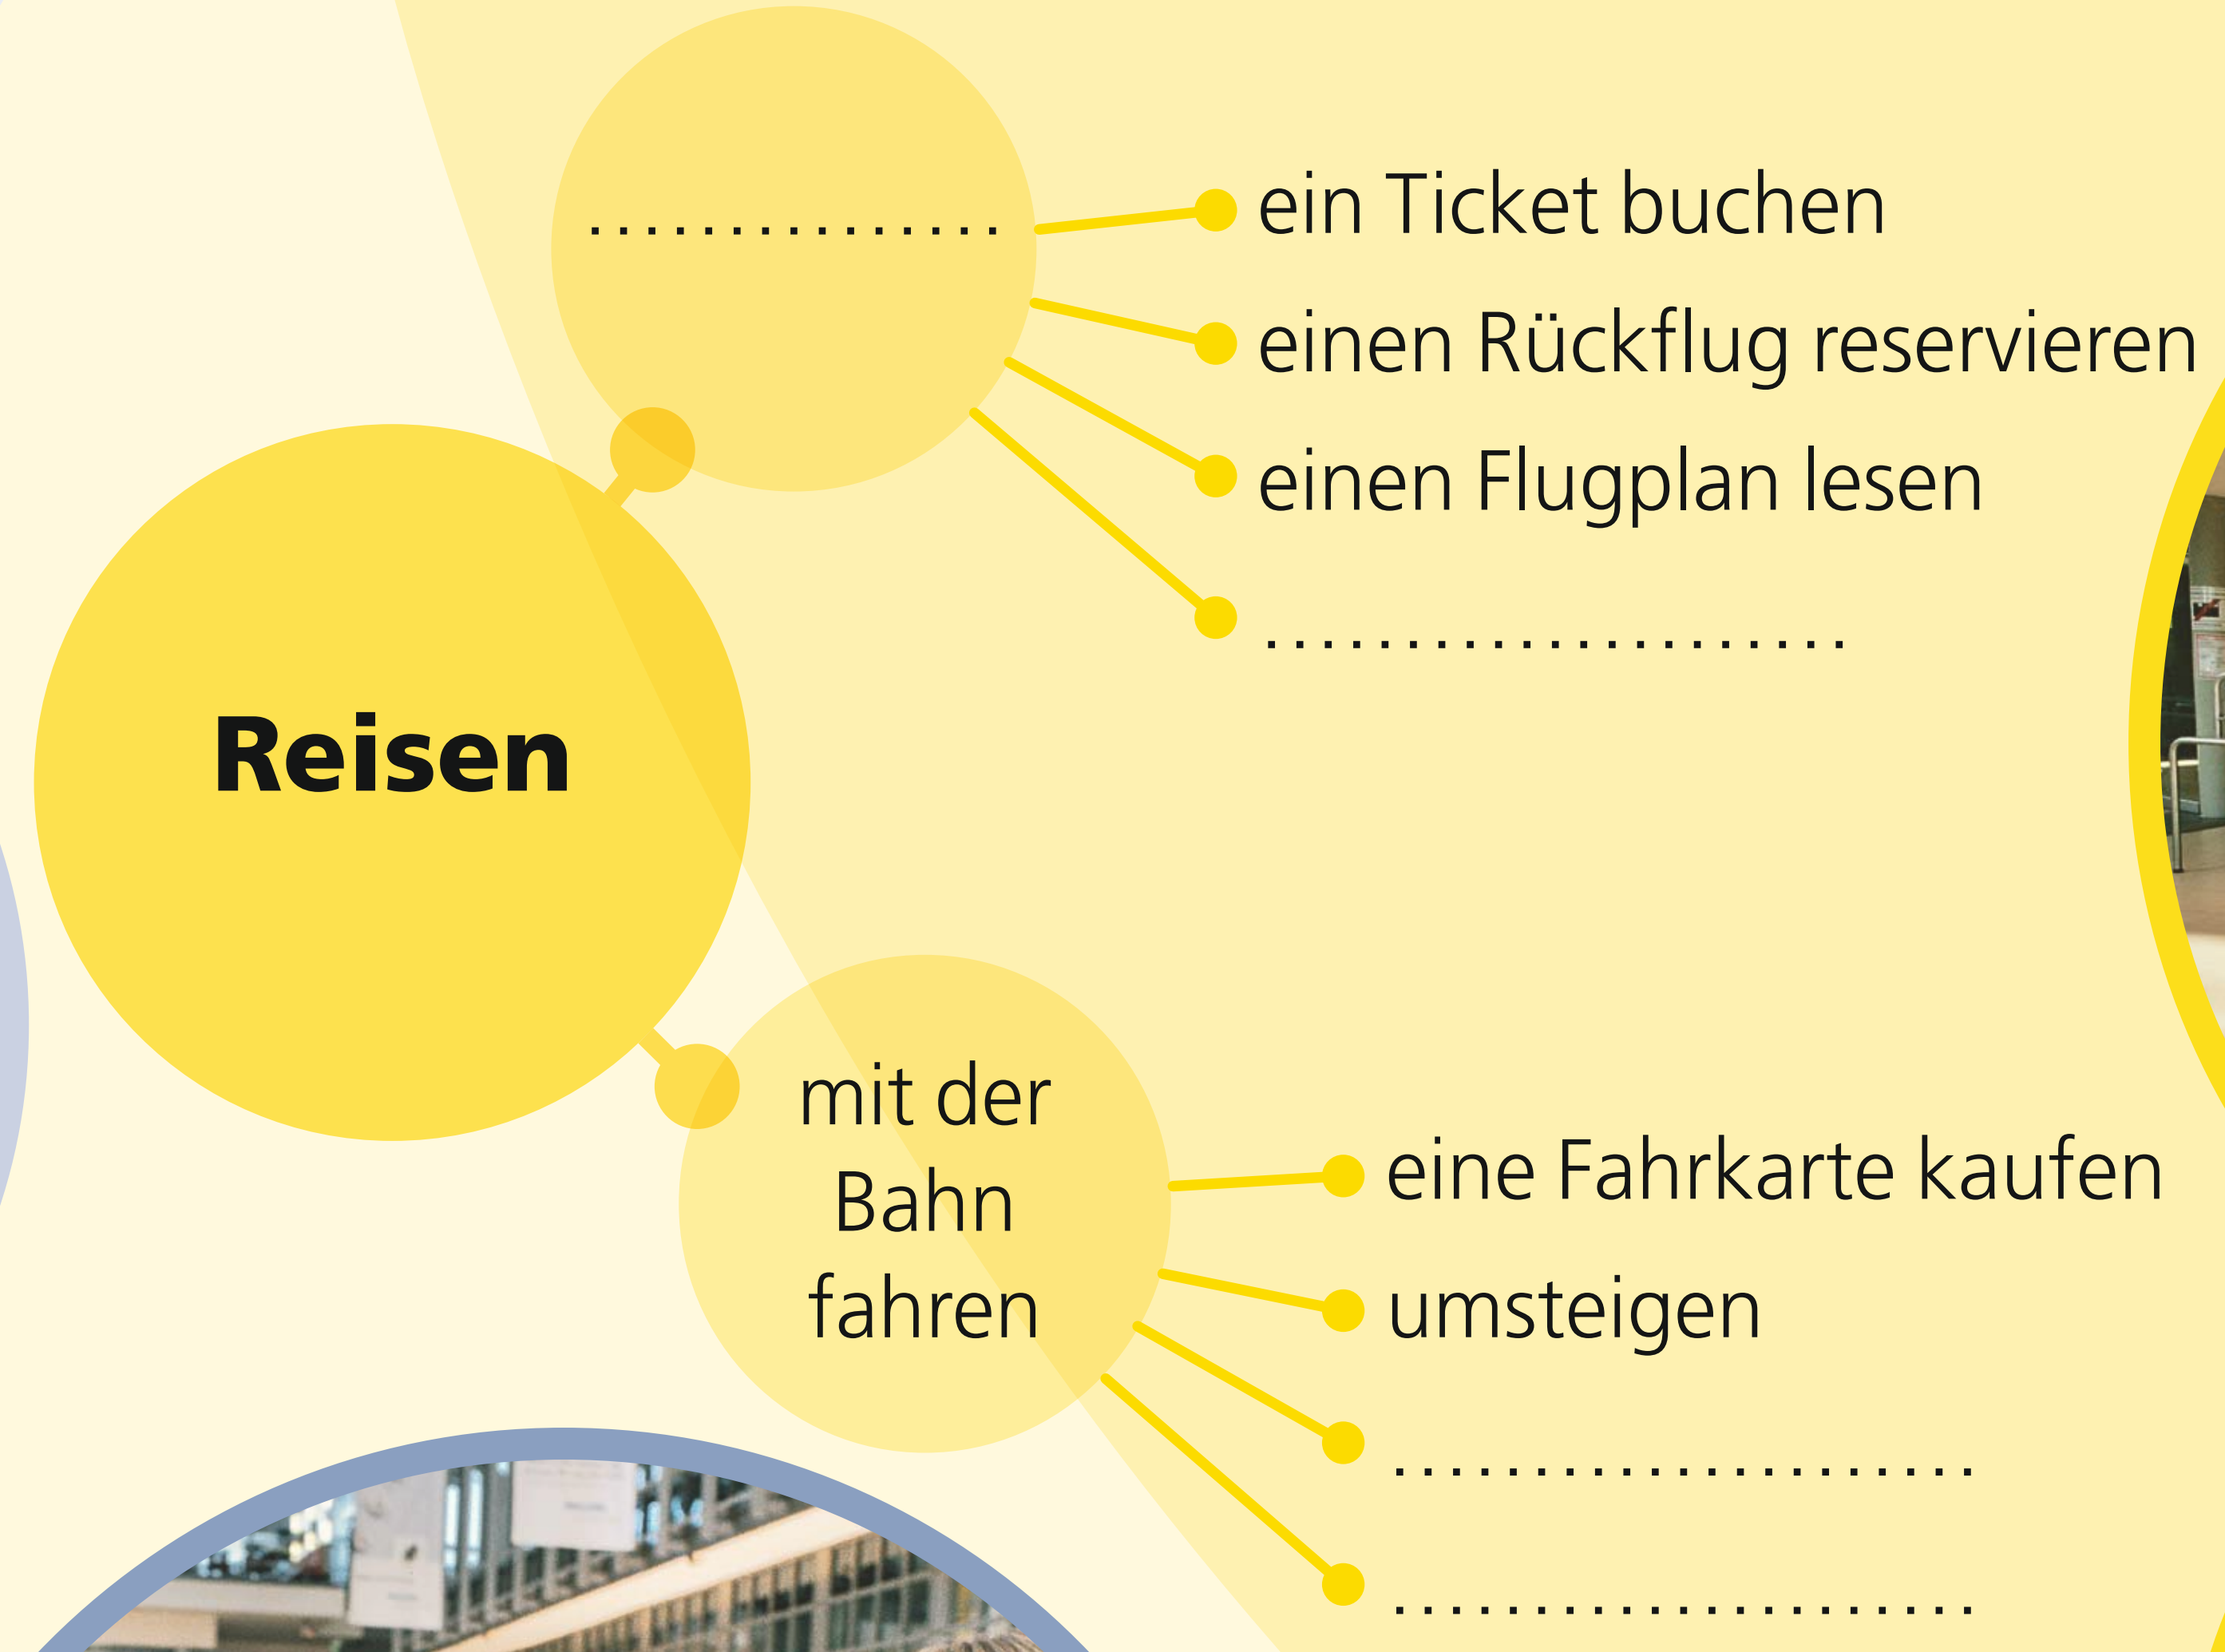 . . . . . . . . . . . . . . .
ein Ticket buchen
einen Rückflug reservieren
einen Flugplan lesen
. . . . . . . . . . . . . . . . . . . . .
Reisen
mit der
Bahn
fahren
eine Fahrkarte kaufen
umsteigen
. . . . . . . . . . . . . . . . . . . . .
. . . . . . . . . . . . . . . . . . . . .